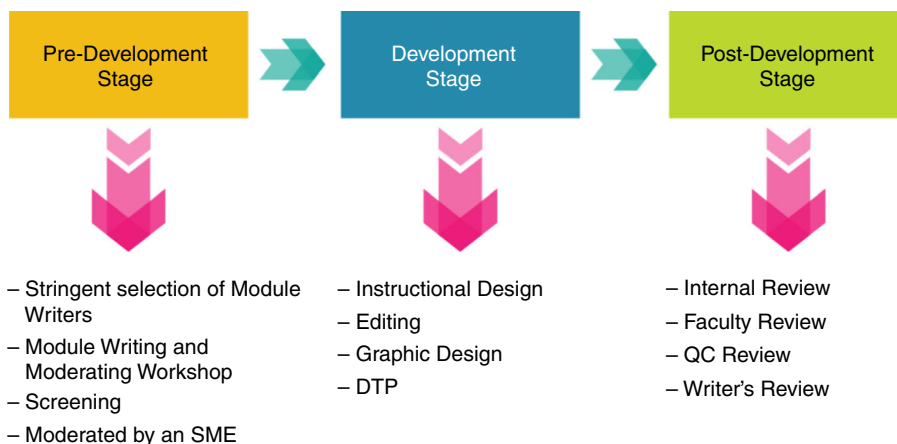 Pre-Development
Stage
Development
Stage
Post-Development
Stage
– Stringent selection of Module
Writers
– Module Writing and
Moderating Workshop
– Screening
– Moderated by an SME
– Instructional Design
– Editing
– Graphic Design
– DTP
– Internal Review
– Faculty Review
– QC Review
– Writer’s Review